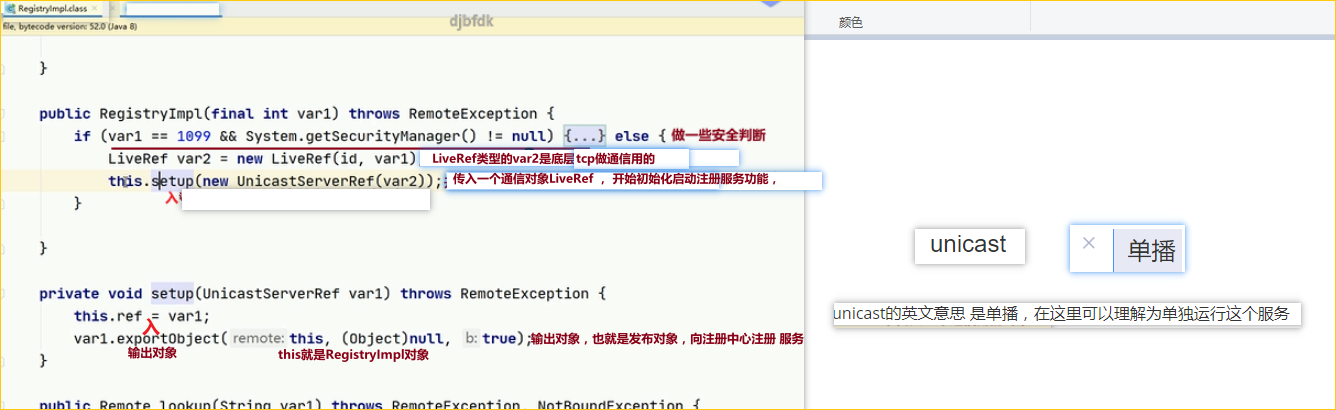 RegistryImpl.class
file, bytecode version: 52.0 (Java 8)
djbfdk
颜色
}
public RegistryImpl(final int var1) throws RemoteException {
if (var1 == 1099 && System.getSecurityManager() != null) {...} else { 做一些安全判断
LiveRef var2 = new LiveRef(id, var1) LiveRef类型的var2是底层tcp做通信用的
this.setup(new UnicastServerRef(var2)); 传入一个通信对象LiveRef ， 开始初始化启动注册服务功能，
} 入
unicast
× 单播
}
unicast的英文意思 是单播，在这里可以理解为单独运行这个服务
private void setup(UnicastServerRef var1) throws RemoteException {
this.ref = var1;
入
var1.exportObject( remote: this, (Object)null, b: true); 输出对象，也就是发布对象，向注册中心注册 服务
输出对象 this就是RegistryImpl对象
}
public Remote lookup(String var1) throws RemoteException, NotBoundException {